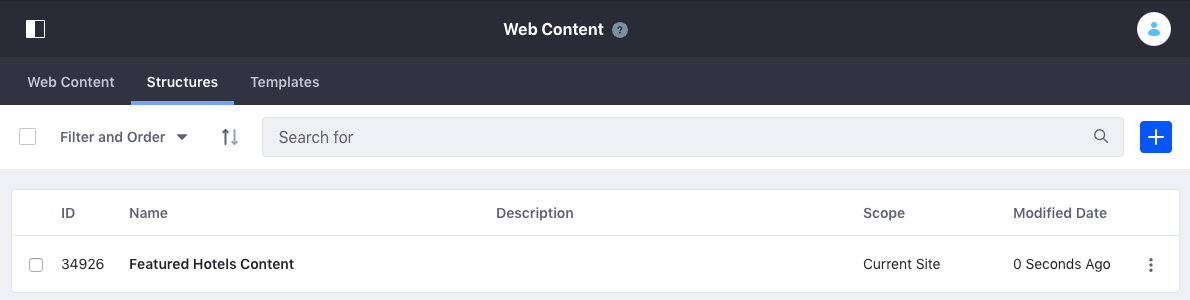 Web Content ?
Web Content Structures Templates
Filter and Order Search for
ID Name Description Scope Modified Date
34926 Featured Hotels Content Current Site 0 Seconds Ago